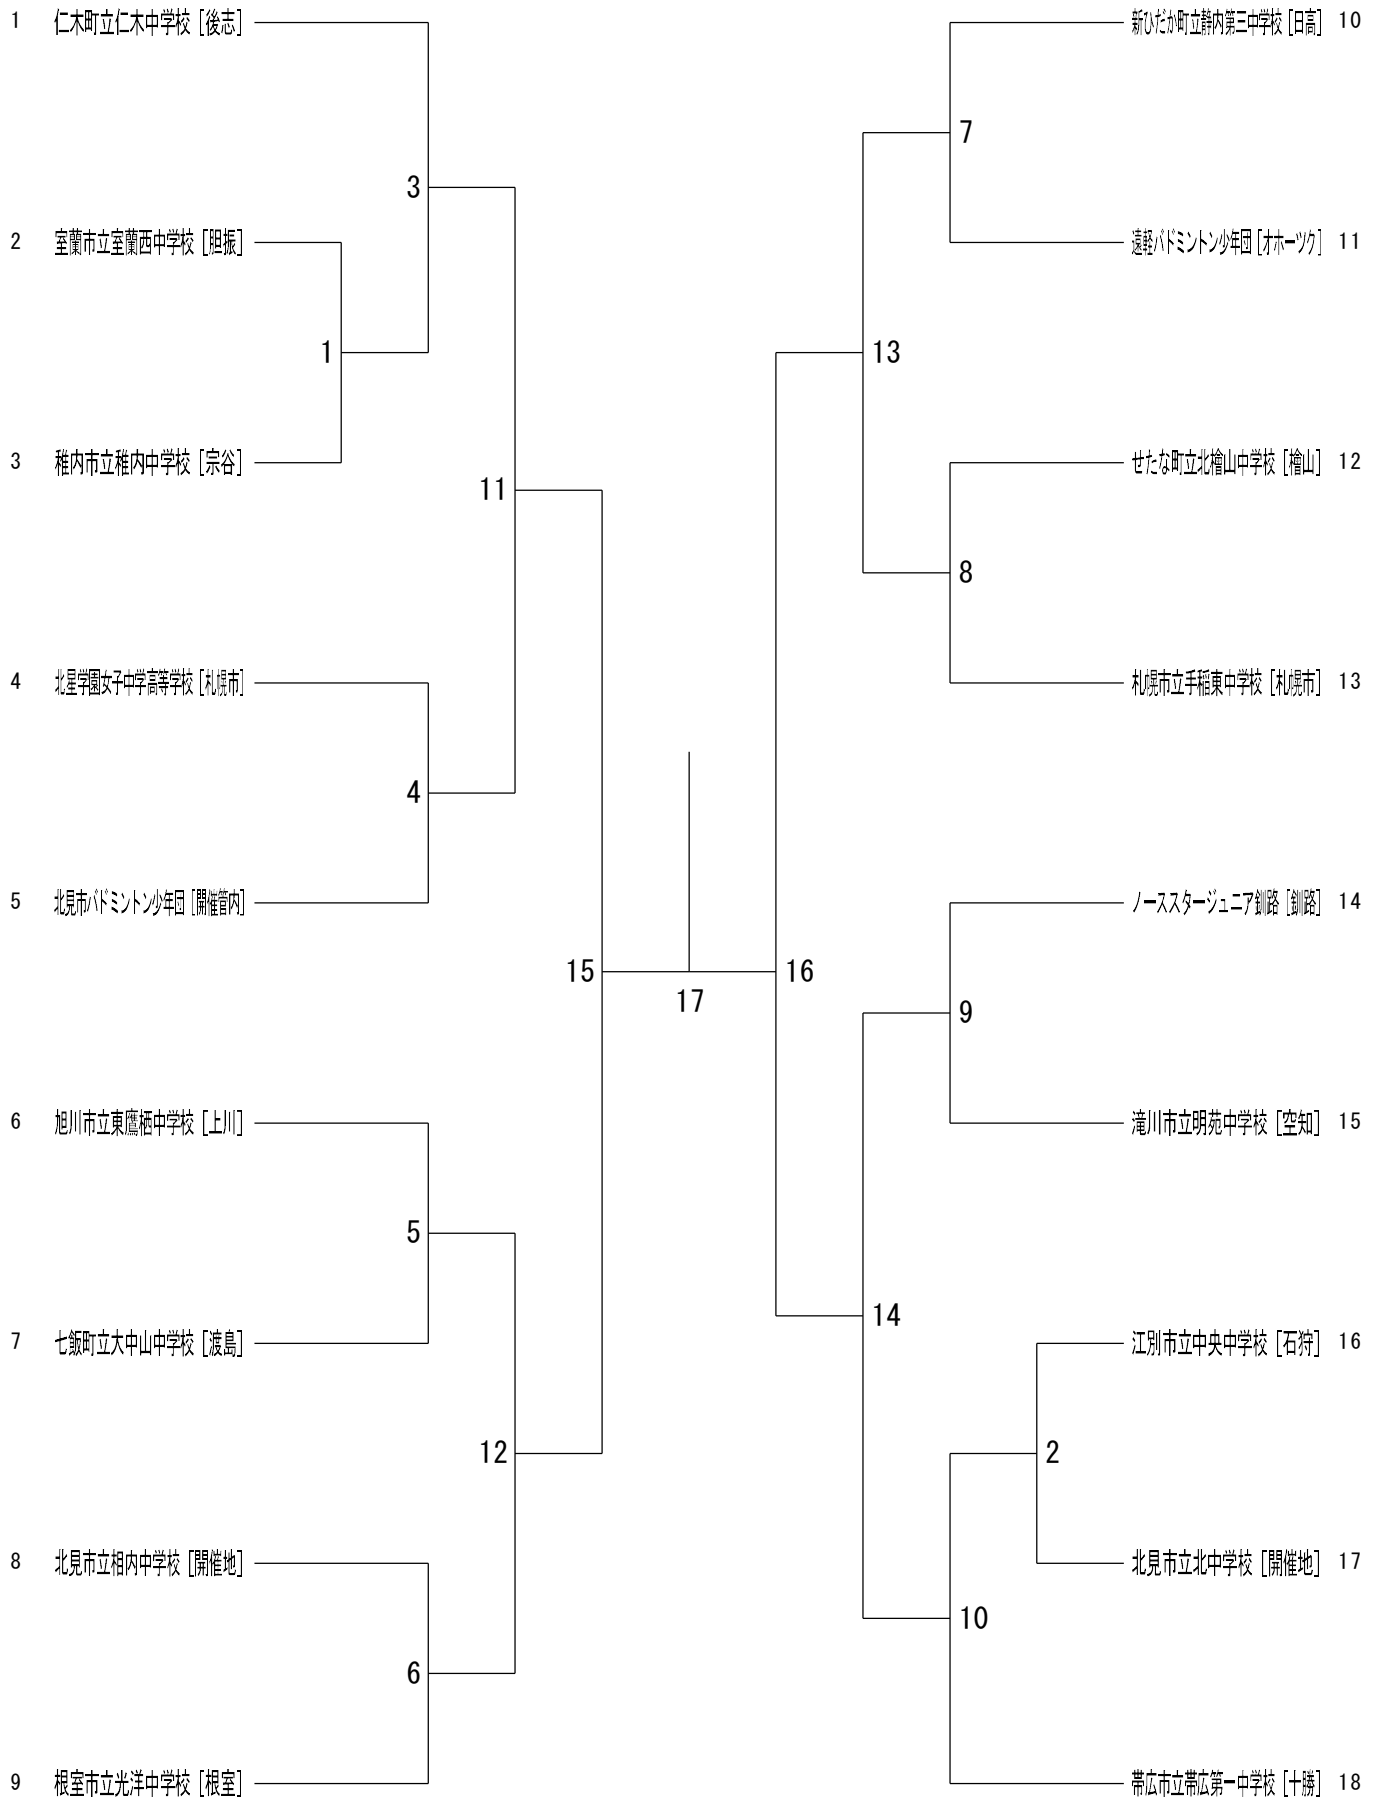 1 仁木町立仁木中学校 [後志]
3
2 室蘭市立室蘭西中学校 [胆振]
1
3 稚内市立稚内中学校 [宗谷]
11
4 北星学園女子中学高等学校 [札幌市]
4
5 北見市バドミントン少年団 [開催管内]
15
17
6 旭川市立東鷹栖中学校 [上川]
5
7 七飯町立大中山中学校 [渡島]
12
8 北見市立相内中学校 [開催地]
6
9 根室市立光洋中学校 [根室]
新ひだか町立静内第三中学校 [日高] 10
7
遠軽バドミントン少年団 [オホーツク] 11
13
せたな町立北檜山中学校 [檜山] 12
8
札幌市立手稲東中学校 [札幌市] 13
ノーススタージュニア釧路 [釧路] 14
16
9
滝川市立明苑中学校 [空知] 15
14
江別市立中央中学校 [石狩] 16
2
北見市立北中学校 [開催地] 17
10
帯広市立帯広第一中学校 [十勝] 18